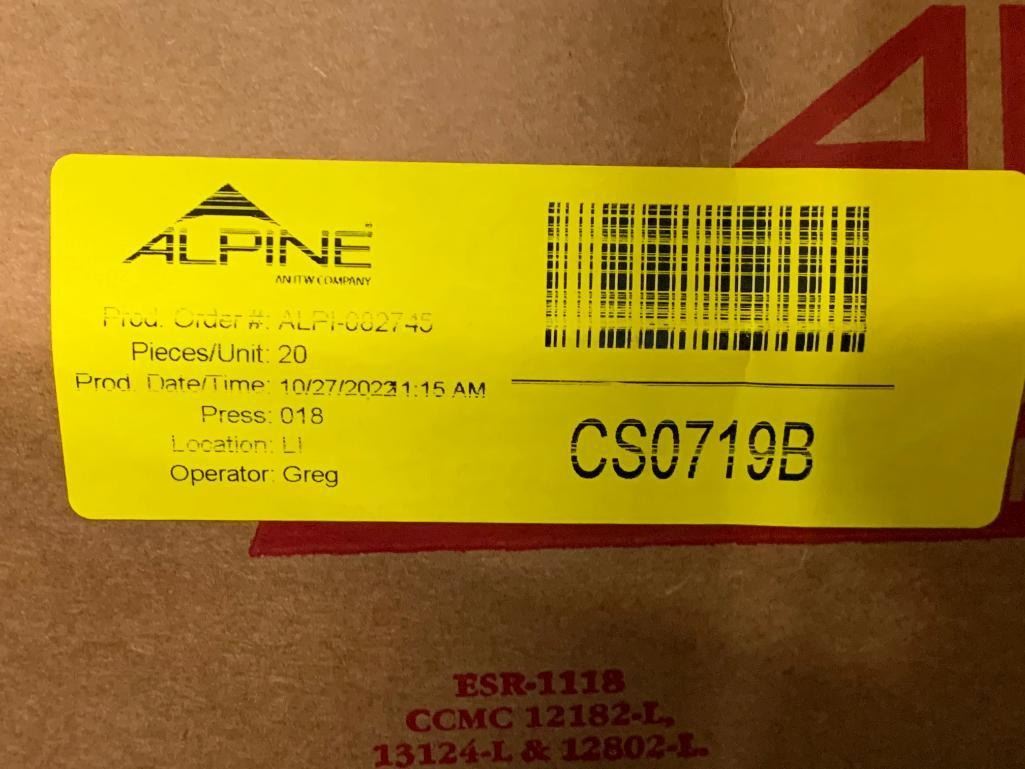 ALPINE®
AN ITW COMPANY
Prod. Order #: ALPI-082745
Pieces/Unit: 20
Prod. Date/Time: 10/27/2022 11:15 AM
Press: 018
Location: LI
Operator: Greg
CS0719B
ESR-1118
CCMC 12182-L,
13124-L & 12802-L.